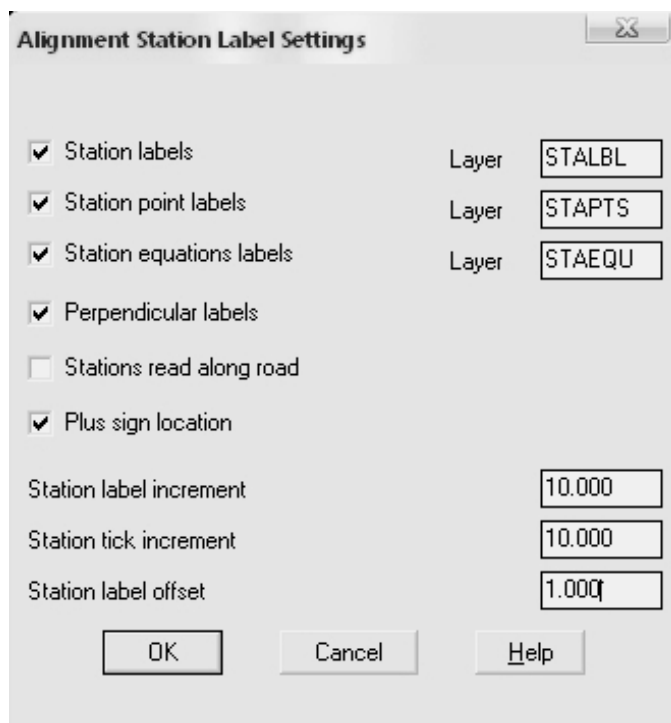 Alignment Station Label Settings
Station labels Layer STALBL
Station point labels Layer STAPTS
Station equations labels Layer STAEQU
Perpendicular labels
Stations read along road
Plus sign location
Station label increment 10.000
Station tick increment 10.000
Station label offset 1.000
OK Cancel Help